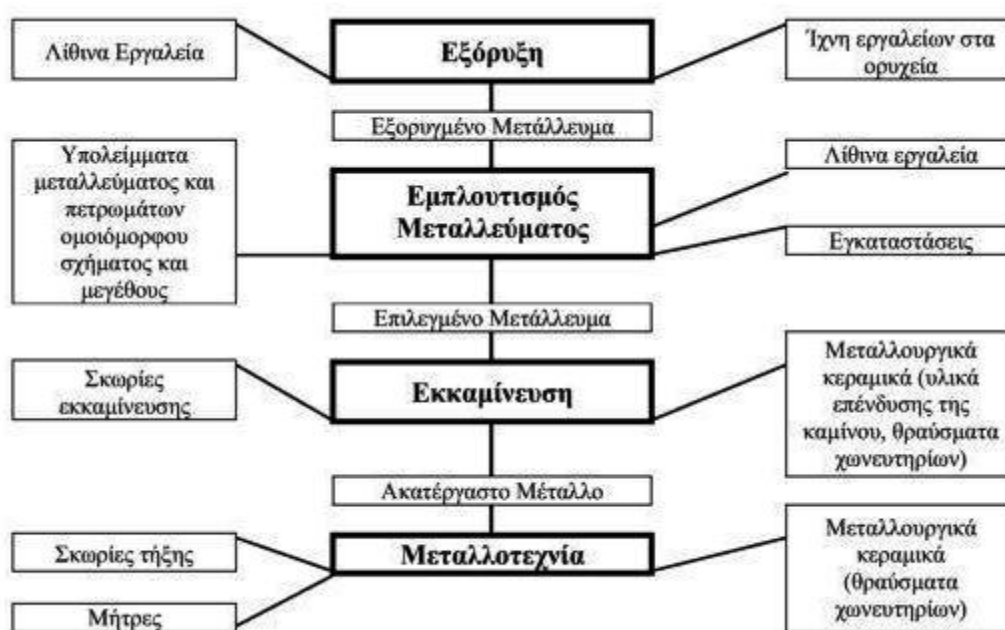 Λίθινα Εργαλεία
Εξόρυξη
Ίχνη εργαλείων στα
ορυχεία
Εξορυγμένο Μετάλλευμα
Υπολείμματα
μεταλλεύματος και
πετρωμάτων
ομοιόμορφου
σχήματος και
μεγέθους
Εμπλουτισμός
Μεταλλεύματος
Λίθινα εργαλεία
Εγκαταστάσεις
Επιλεγμένο Μετάλλευμα
Σκωρίες
εκκαμίνευσης
Εκκαμίνευση
Μεταλλουργικά
κεραμικά (υλικά
επένδυσης της
καμίνου, θραύσματα
χωνευτηρίων)
Ακατέργαστο Μέταλλο
Σκωρίες τήξης
Μήτρες
Μεταλλοτεχνία
Μεταλλουργικά
κεραμικά
(θραύσματα
χωνευτηρίων)